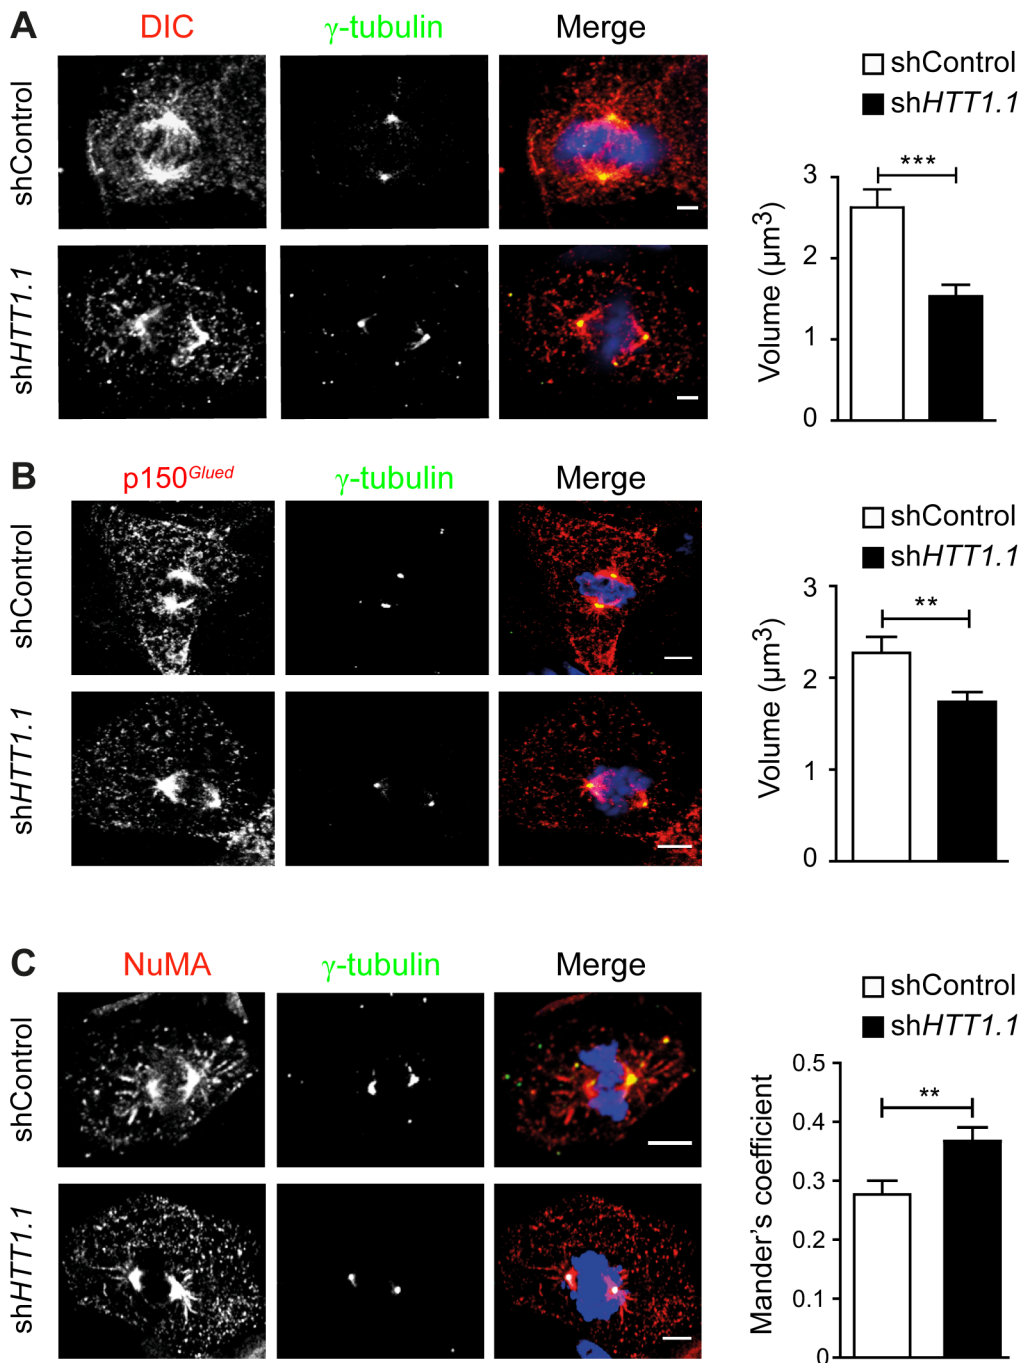 A
DIC
γ-tubulin
Merge
shControl
shHTT1.1
shControl
shHTT1.1
***
Volume (µm³)
3
2
1
0
B
p150Glued
γ-tubulin
Merge
shControl
shHTT1.1
shControl
shHTT1.1
**
Volume (µm³)
3
2
1
0
C
NuMA
γ-tubulin
Merge
shControl
shHTT1.1
shControl
shHTT1.1
**
Mander's coefficient
0.5
0.4
0.3
0.2
0.1
0